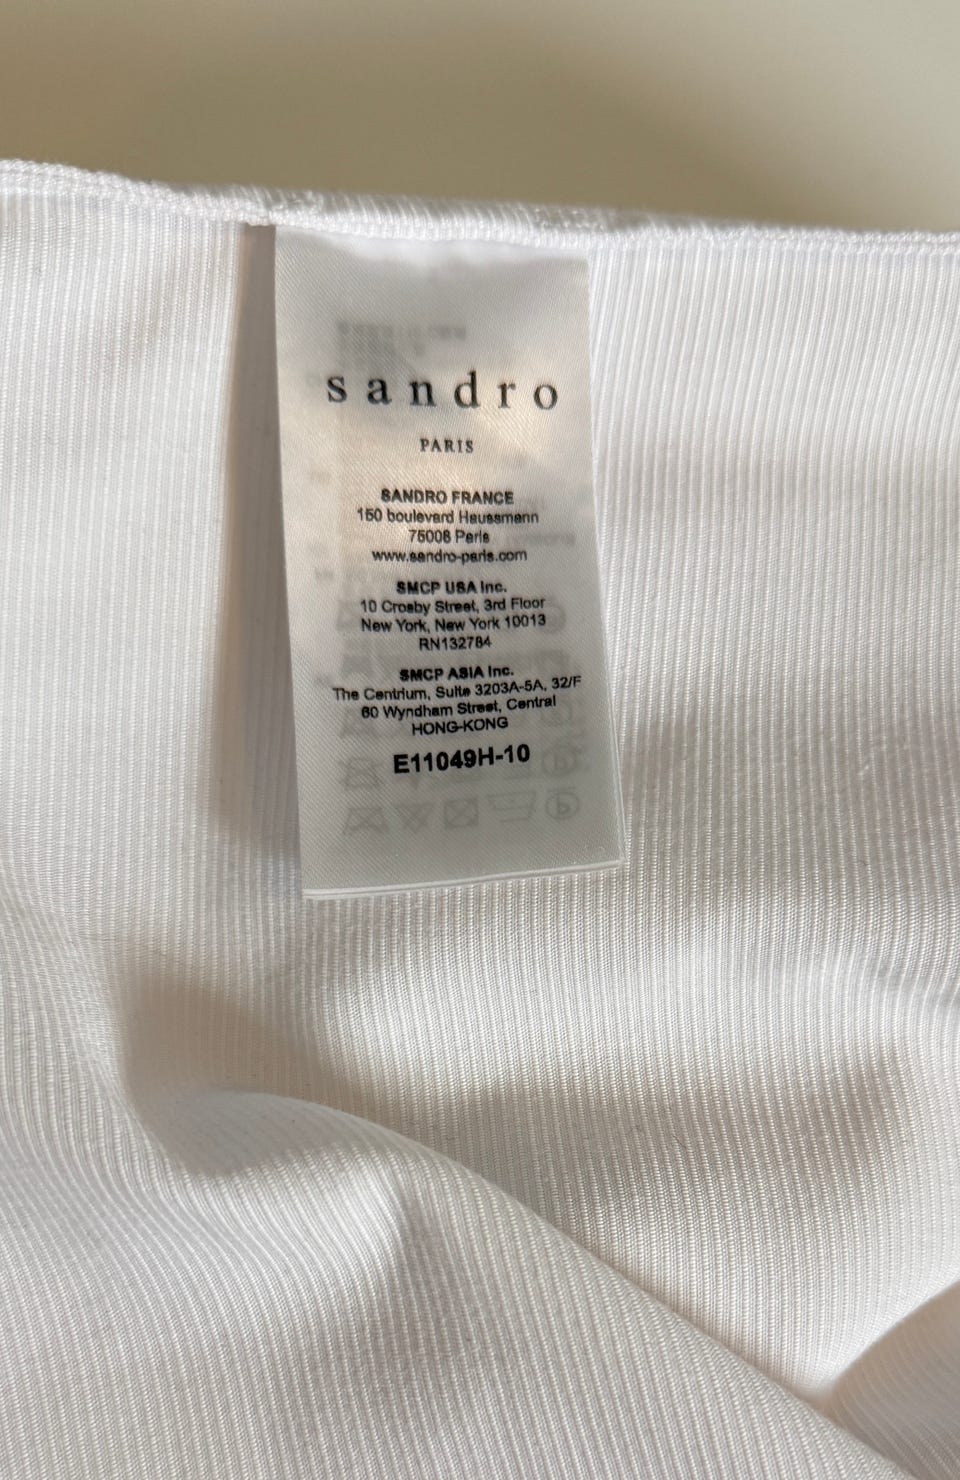 sandro
PARIS
SANDRO FRANCE
150 boulevard Haussmann
75008 Paris
www.sandro-paris.com
SMCP USA Inc.
10 Crosby Street, 3rd Floor
New York, New York 10013
RN132784
SMCP ASIA Inc.
The Centrium, Suite 3203A-5A, 32/F
60 Wyndham Street, Central
HONG-KONG
E11049H-10